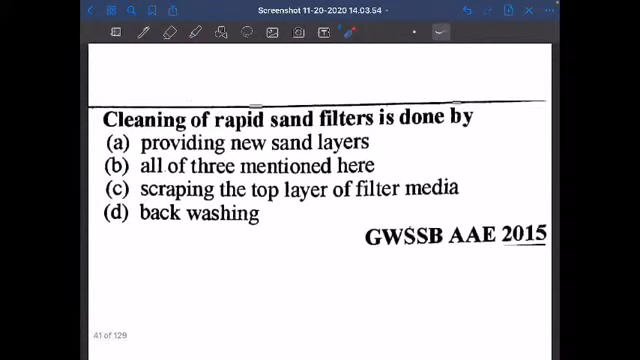 Screenshot 11-20-2020 14.03.54
Cleaning of rapid sand filters is done by
(a) providing new sand layers
(b) all of three mentioned here
(c) scraping the top layer of filter media
(d) back washing
GWSSB AAE 2015
41 of 129